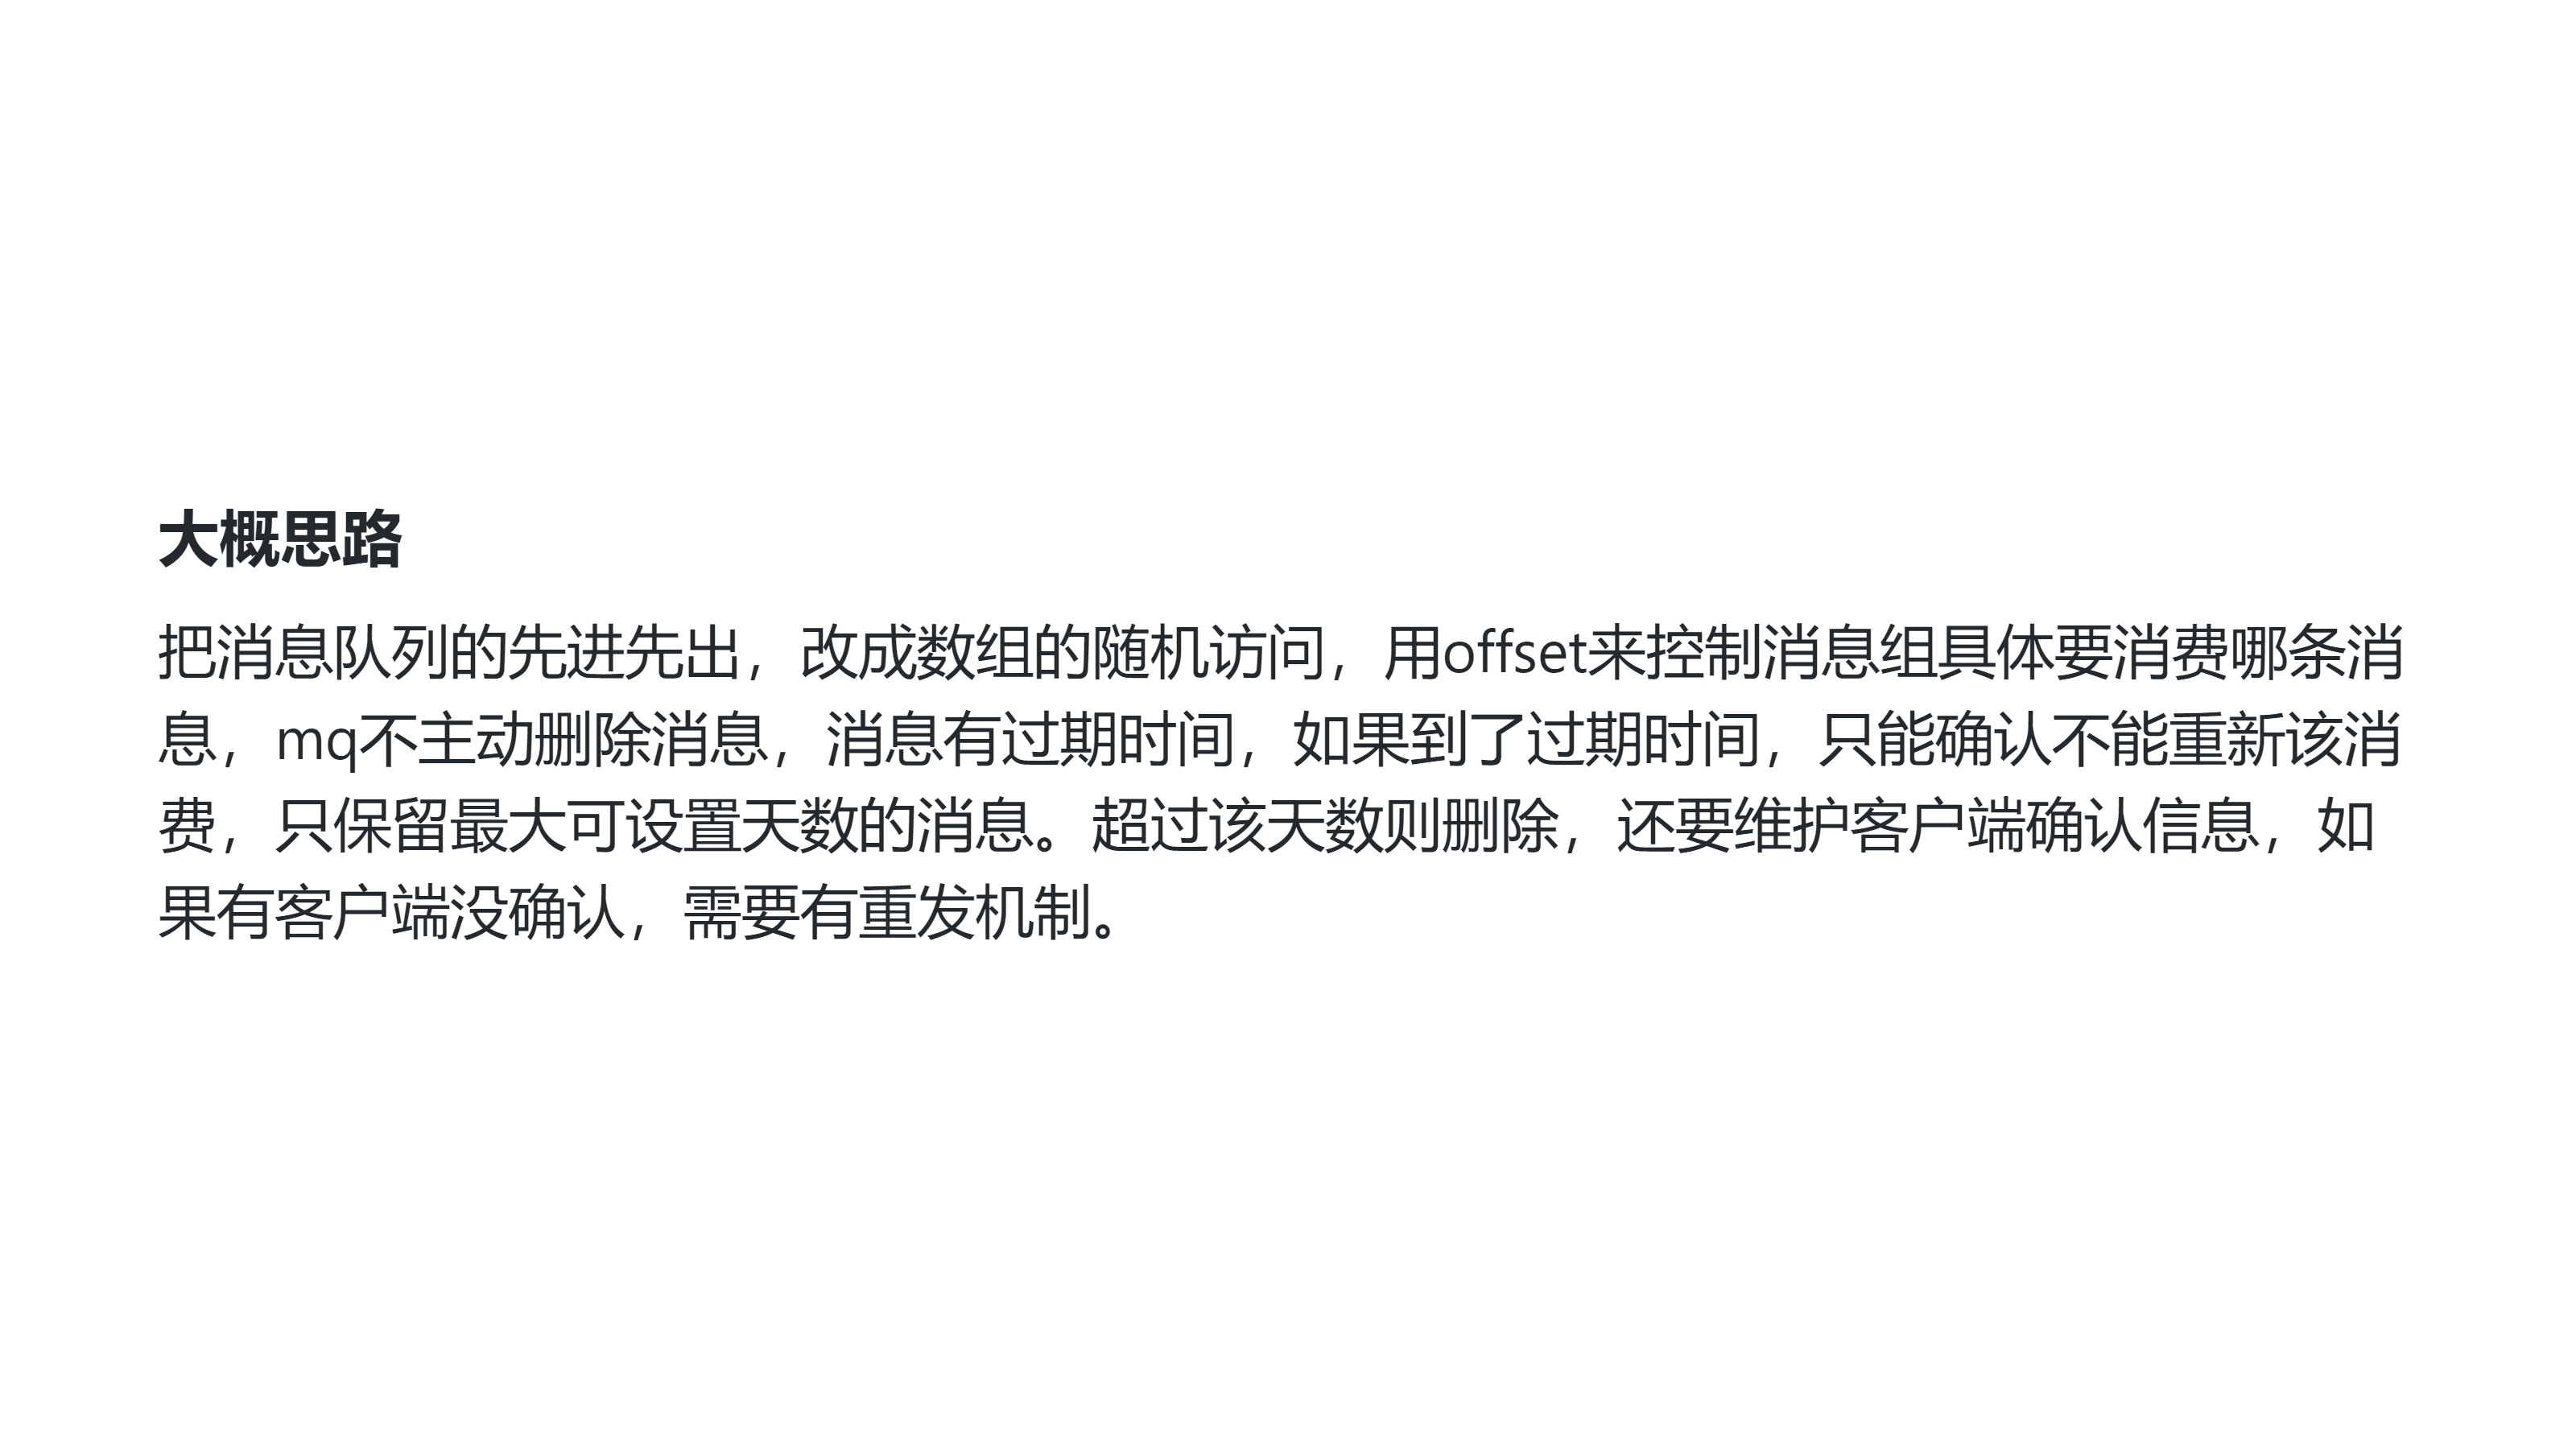 大概思路
把消息队列的先进先出，改成数组的随机访问，用offset来控制消息组具体要消费哪条消
息，mq不主动删除消息，消息有过期时间，如果到了过期时间，只能确认不能重新该消
费，只保留最大可设置天数的消息。超过该天数则删除，还要维护客户端确认信息，如
果有客户端没确认，需要有重发机制。